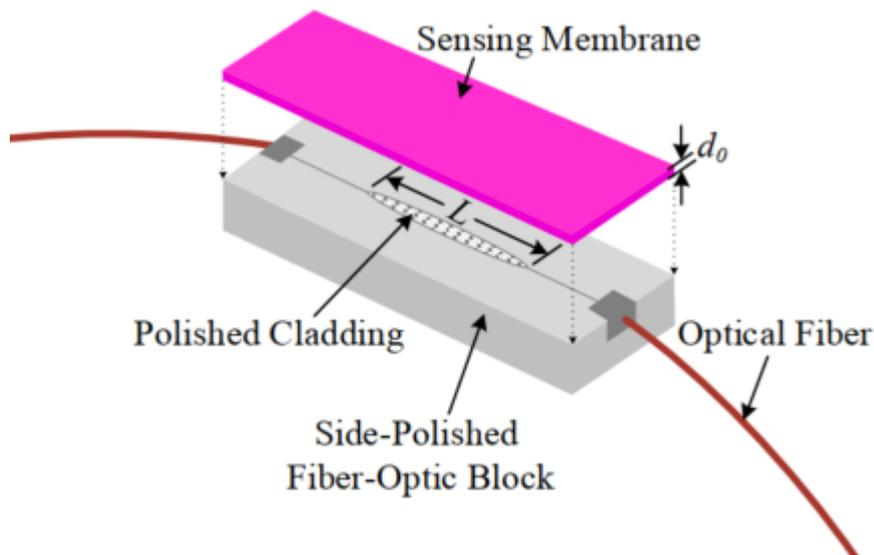 Sensing Membrane
d₀
L
Polished Cladding
Optical Fiber
Side-Polished
Fiber-Optic Block